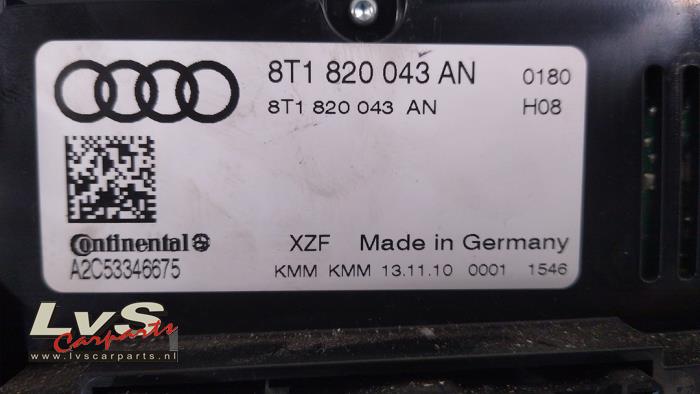 8T1 820 043 AN 0180
8T1 820 043 AN H08
Continental
XZF Made in Germany
A2C53346675
KMM KMM 13.11.10 0001 1546
LvS
Carparts
www.lvscarparts.nl